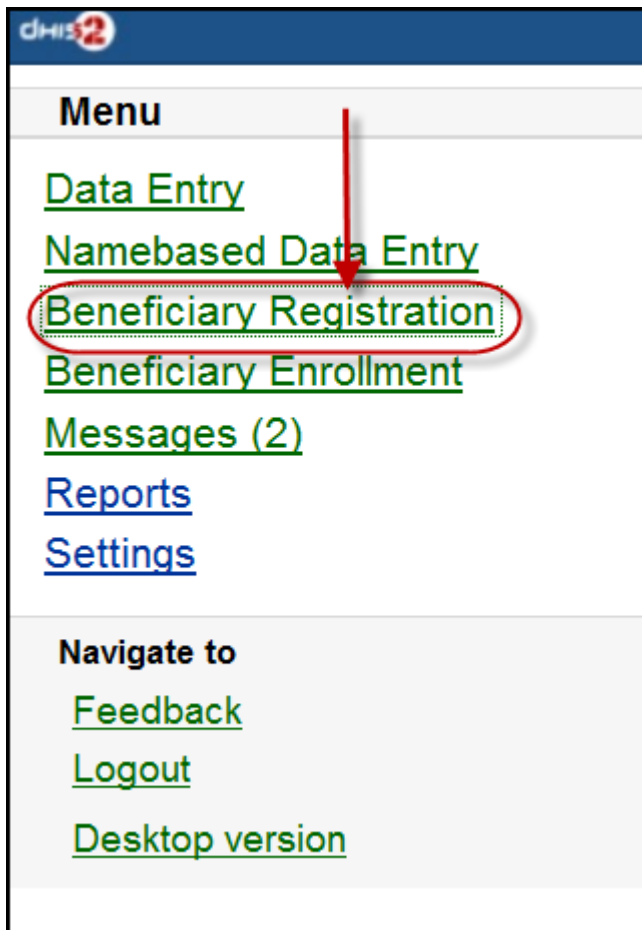 dHIS2
Menu
Data Entry
Namebased Data Entry
Beneficiary Registration
Beneficiary Enrollment
Messages (2)
Reports
Settings
Navigate to
Feedback
Logout
Desktop version